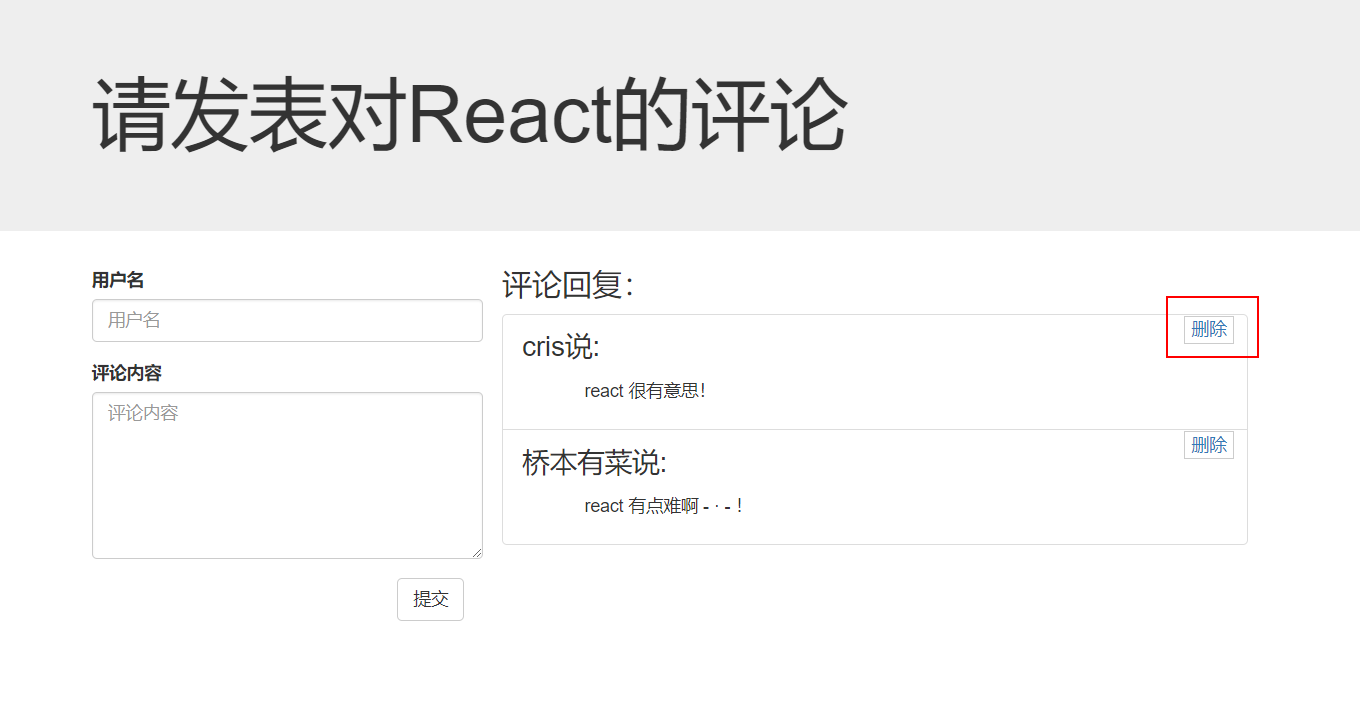 请发表对React的评论
用户名
用户名
评论内容
评论内容
提交
评论回复：
删除
cris说:
react 很有意思！
删除
桥本有菜说:
react 有点难啊 - · -！